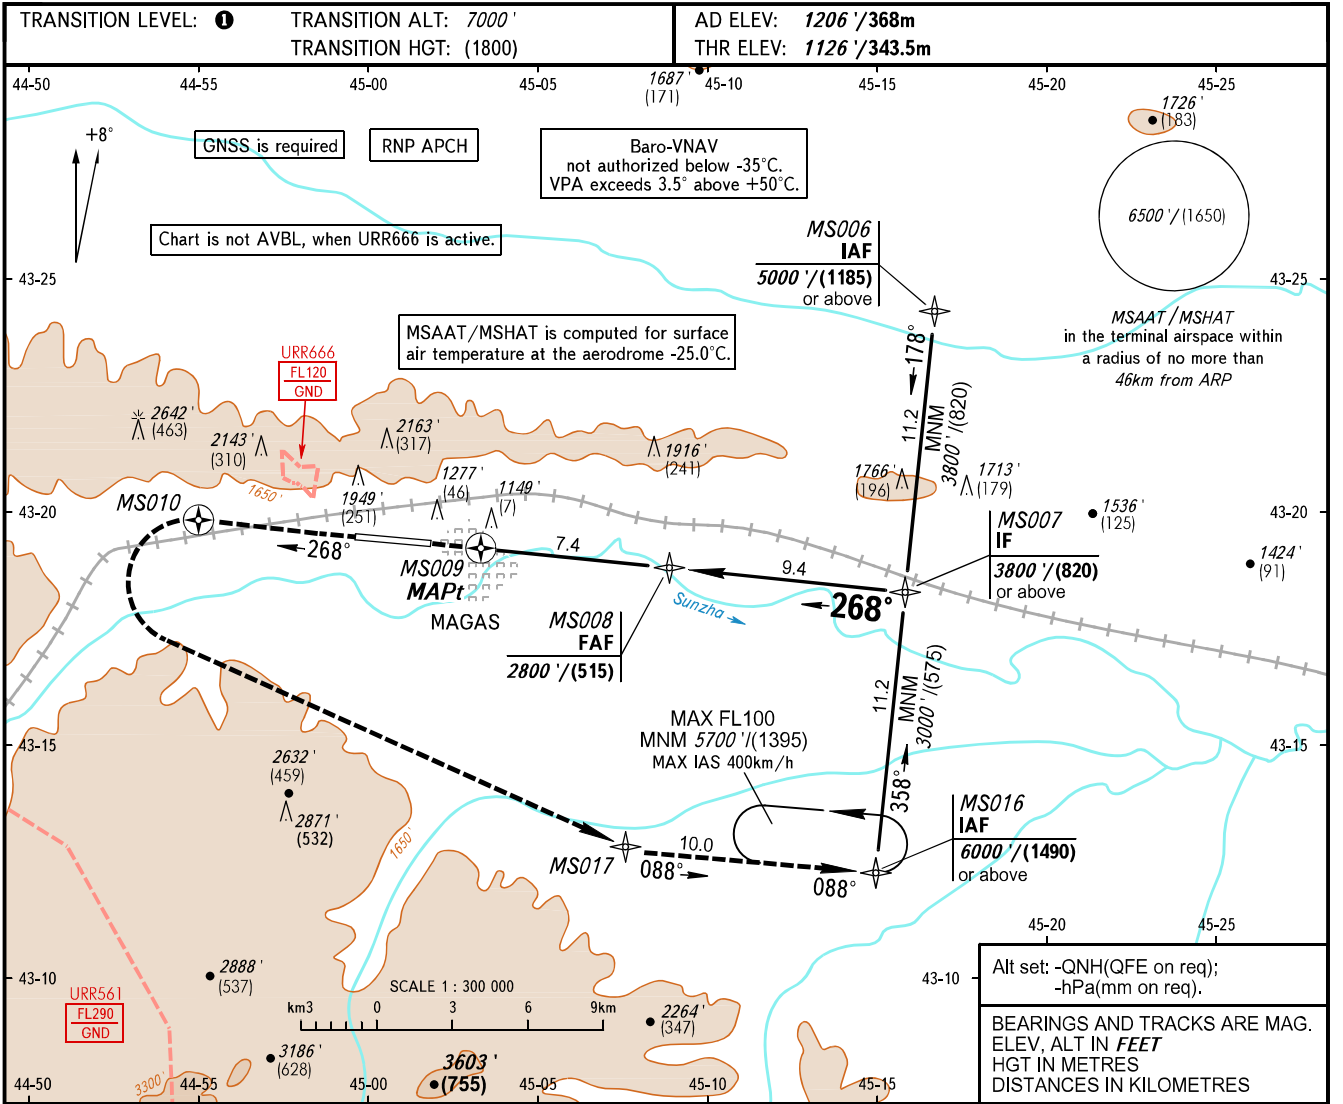 TRANSITION LEVEL: ❶
TRANSITION ALT: 7000 '
TRANSITION HGT: (1800)
AD ELEV: 1206 '/368m
THR ELEV: 1126 '/343.5m
44-50 44-55 45-00 45-05 45-10 45-15 45-20 45-25
1687 '
(171)
1726 '
(183)
+8°
GNSS is required
RNP APCH
Baro-VNAV
not authorized below -35°C.
VPA exceeds 3.5° above +50°C.
6500 '/(1650)
Chart is not AVBL, when URR666 is active.
MS006
IAF
5000 '/(1185)
or above
43-25
43-25
MSAAT/MSHAT is computed for surface
air temperature at the aerodrome -25.0°C.
MSAAT/MSHAT
in the terminal airspace within
a radius of no more than
46km from ARP
URR666
FL120
GND
178°
11.2
MNM
3800 '/(820)
2642 '
(463)
2143 '
(310)
2163 '
(317)
1916 '
(241)
1949 '
(251)
1277 '
(46)
1149 '
(7)
1766 '
(196)
1713 '
(179)
1536 '
(125)
1424 '
(91)
1650 '
43-20
43-20
MS010
268°
MS009
MAPt
MAGAS
7.4
9.4
268°
Sunzha
MS007
IF
3800 '/(820)
or above
MS008
FAF
2800 '/(515)
11.2
MNM
3000 '/(575)
358°
MAX FL100
MNM 5700 '/(1395)
MAX IAS 400km/h
43-15
43-15
2632 '
(459)
2871 '
(532)
1650 '
MS016
IAF
6000 '/(1490)
or above
MS017
10.0
088°
088°
45-20 45-25
43-10
43-10
2888 '
(537)
URR561
FL290
GND
SCALE 1 : 300 000
km3 0 3 6 9km
2264 '
(347)
3186 '
(628)
3603 '
(755)
3300 '
44-50 44-55 45-00 45-05 45-10 45-15
Alt set: -QNH(QFE on req);
-hPa(mm on req).
BEARINGS AND TRACKS ARE MAG.
ELEV, ALT IN FEET
HGT IN METRES
DISTANCES IN KILOMETRES